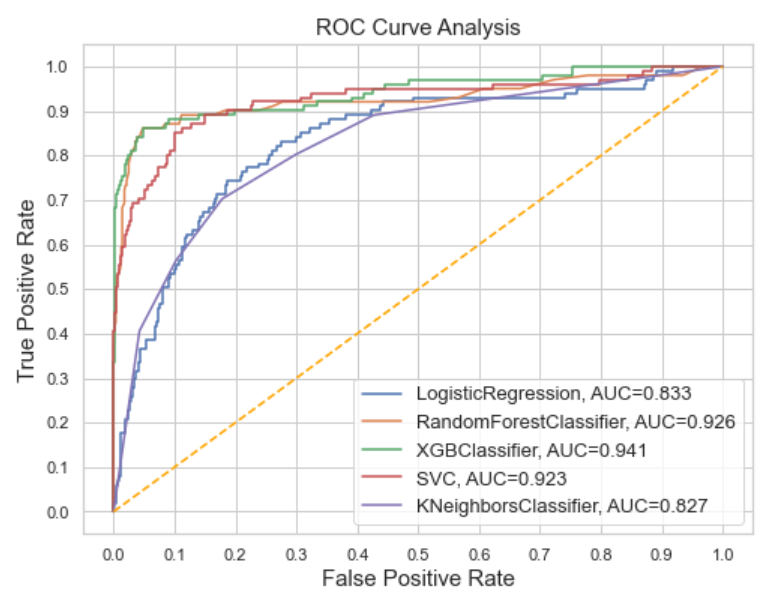 ROC Curve Analysis
True Positive Rate
1.0
0.9
0.8
0.7
0.6
0.5
0.4
0.3
0.2
0.1
0.0
LogisticRegression, AUC=0.833
RandomForestClassifier, AUC=0.926
XGBClassifier, AUC=0.941
SVC, AUC=0.923
KNeighborsClassifier, AUC=0.827
0.0 0.1 0.2 0.3 0.4 0.5 0.6 0.7 0.8 0.9 1.0
False Positive Rate